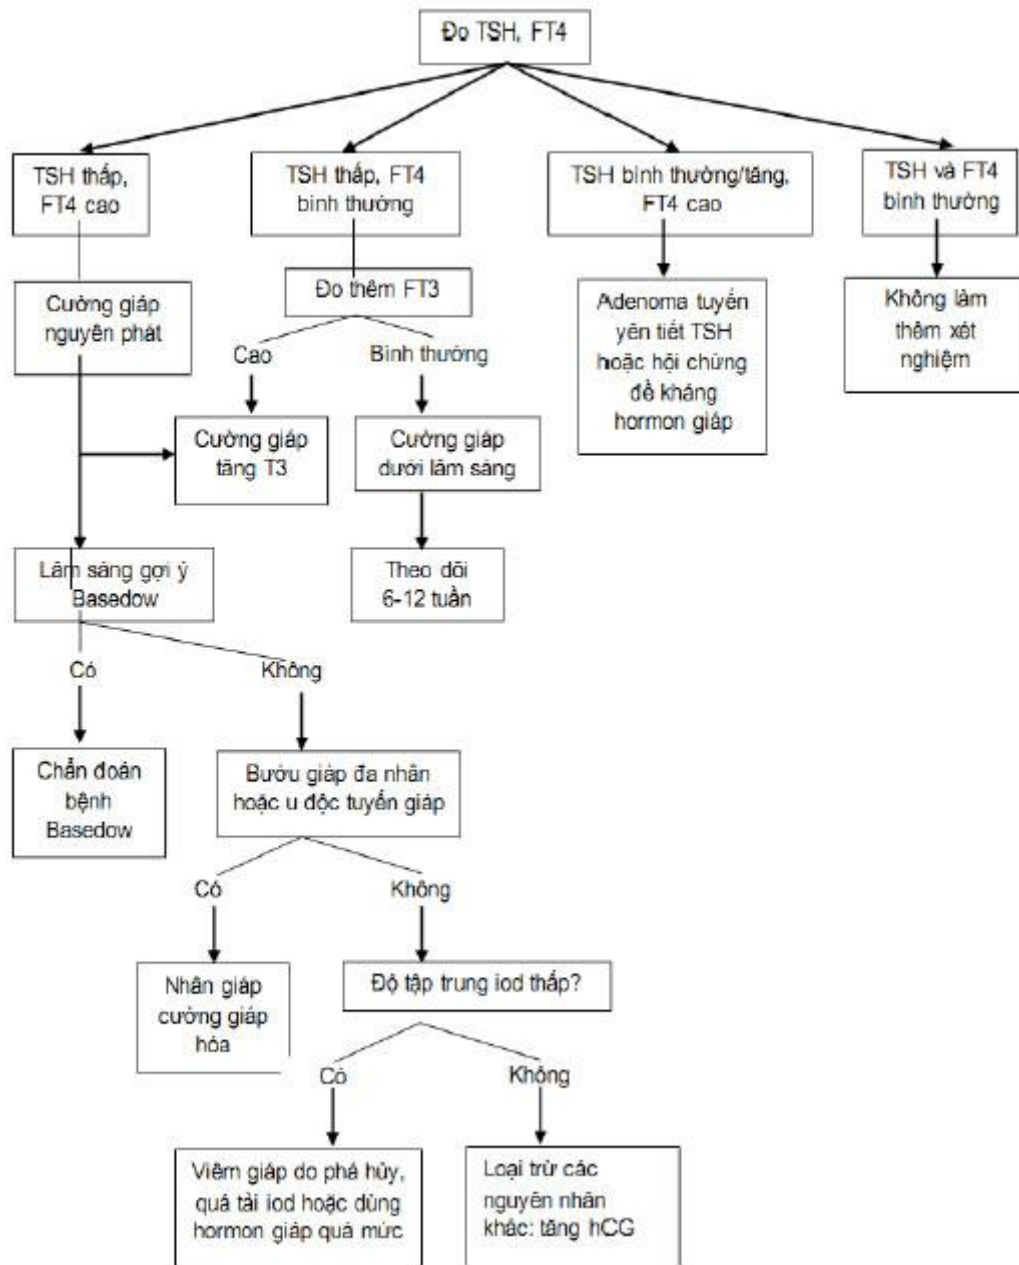 Đo TSH, FT4
TSH thấp,
FT4 cao
TSH thấp, FT4
bình thường
TSH bình thường/tăng,
FT4 cao
TSH và FT4
bình thường
Cường giáp
nguyên phát
Đo thêm FT3
Adenoma tuyến
yên tiết TSH
hoặc hội chứng
đề kháng
hormon giáp
Không làm
thêm xét
nghiệm
Cao
Bình thường
Cường giáp
tăng T3
Cường giáp
dưới lâm sàng
Lâm sàng gợi ý
Basedow
Theo dõi
6-12 tuần
Có
Không
Chẩn đoán
bệnh
Basedow
Bướu giáp đa nhân
hoặc u độc tuyến giáp
Có
Không
Nhân giáp
cường giáp
hóa
Độ tập trung iod thấp?
Có
Không
Viêm giáp do phá hủy,
quá tải iod hoặc dùng
hormon giáp quá mức
Loại trừ các
nguyên nhân
khác: tăng hCG